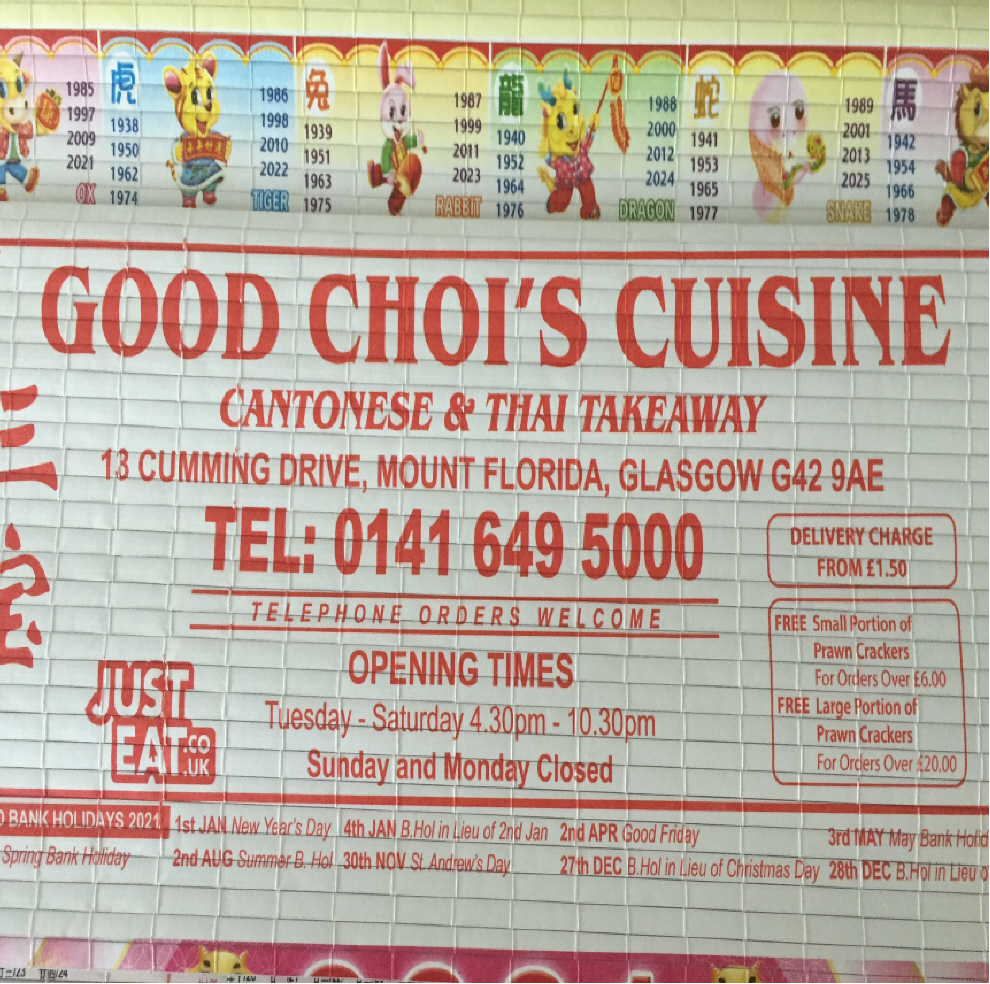 1985
1997
2009
2021
OX
虎
1938
1950
1962
1974
1986
1998
2010
2022
TIGER
兔
1939
1951
1963
1975
1987
1999
2011
2023
RABBIT
龍
1940
1952
1964
1976
1988
2000
2012
2024
DRAGON
蛇
1941
1953
1965
1977
1989
2001
2013
2025
SNAKE
馬
1942
1954
1966
1978
GOOD CHOI'S CUISINE
CANTONESE & THAI TAKEAWAY
13 CUMMING DRIVE, MOUNT FLORIDA, GLASGOW G42 9AE
TEL: 0141 649 5000
TELEPHONE ORDERS WELCOME
OPENING TIMES
Tuesday - Saturday 4.30pm - 10.30pm
Sunday and Monday Closed
JUST
EAT.CO
.UK
DELIVERY CHARGE
FROM £1.50
FREE Small Portion of
Prawn Crackers
For Orders Over £6.00
FREE Large Portion of
Prawn Crackers
For Orders Over £20.00
BANK HOLIDAYS 2021 1st JAN New Year's Day 4th JAN B.Hol in Lieu of 2nd Jan 2nd APR Good Friday 3rd MAY May Bank Holid
Spring Bank Holiday 2nd AUG Summer B. Hol 30th NOV St. Andrew's Day 27th DEC B.Hol in Lieu of Christmas Day 28th DEC B.Hol in Lieu o